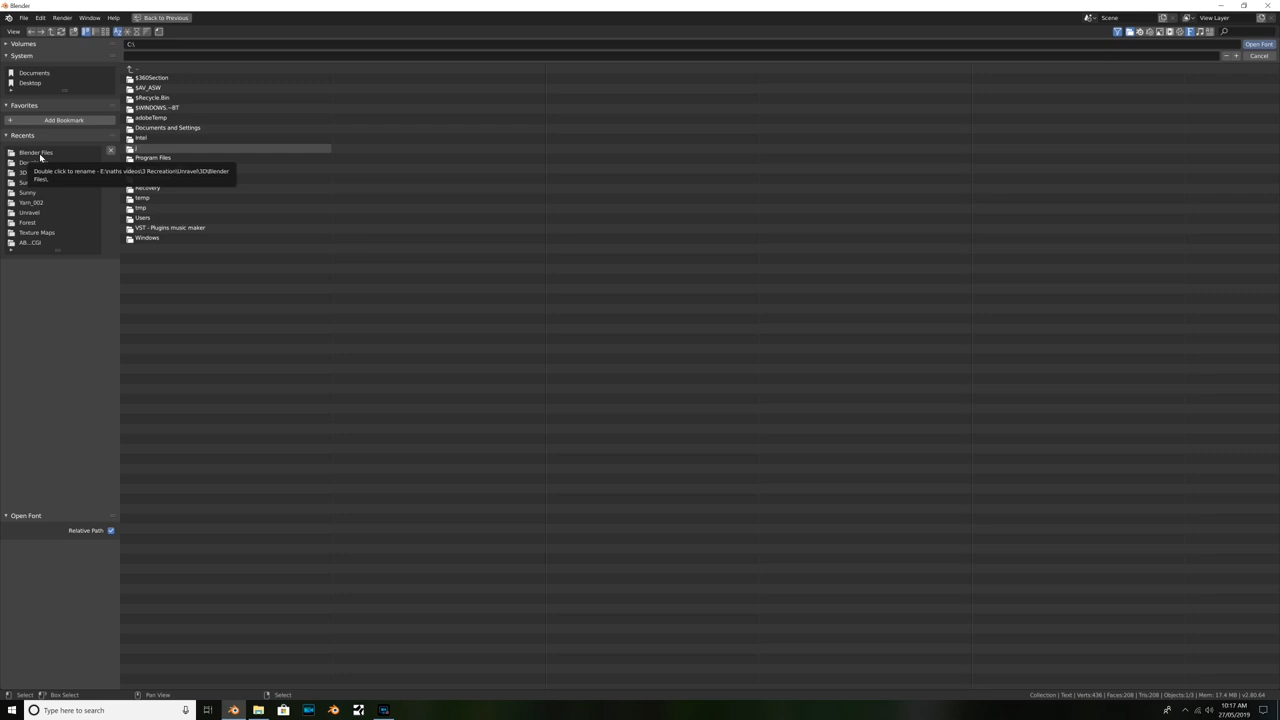 Blender
File Edit Render Window Help Back to Previous Scene View Layer
View
Volumes C:\ Open Font
System Cancel
Documents
Desktop
Favorites
Add Bookmark
Recents
Blender Files
3D
Sunny
Yarn_002
Unravel
Forest
Texture Maps
AB...CGI
Double click to rename - E:\naths videos\3 Recreation\Unravel\3D\Blender
Files\.
..
$360Section
$AV_ASW
$Recycle.Bin
$WINDOWS.~BT
adobeTemp
Documents and Settings
Intel
Program Files
Recovery
temp
tmp
Users
VST - Plugins music maker
Windows
Open Font
Relative Path
Select Box Select Pan View Select Collection | Text | Verts:436 | Faces:208 | Tris:208 | Objects:1/3 | Mem: 17.4 MB | v2.80.64
Type here to search
10:17 AM
27/05/2019